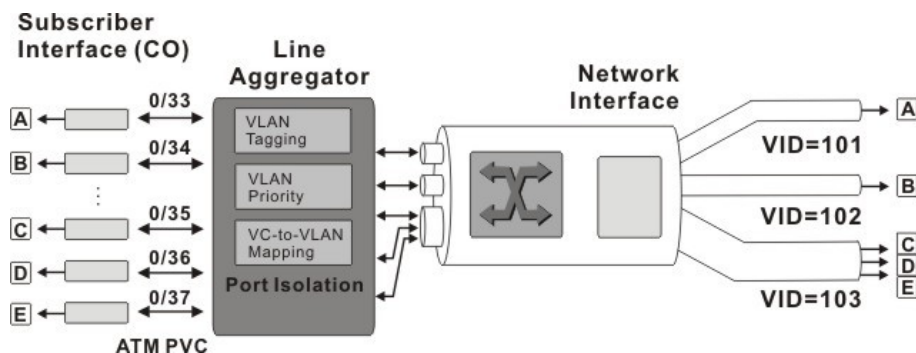 Subscriber
Interface (CO)
Line
Aggregator
Network
Interface
A
0/33
B
0/34
C
0/35
D
0/36
E
0/37
ATM PVC
VLAN
Tagging
VLAN
Priority
VC-to-VLAN
Mapping
Port Isolation
A
VID=101
B
VID=102
C
D
E
VID=103